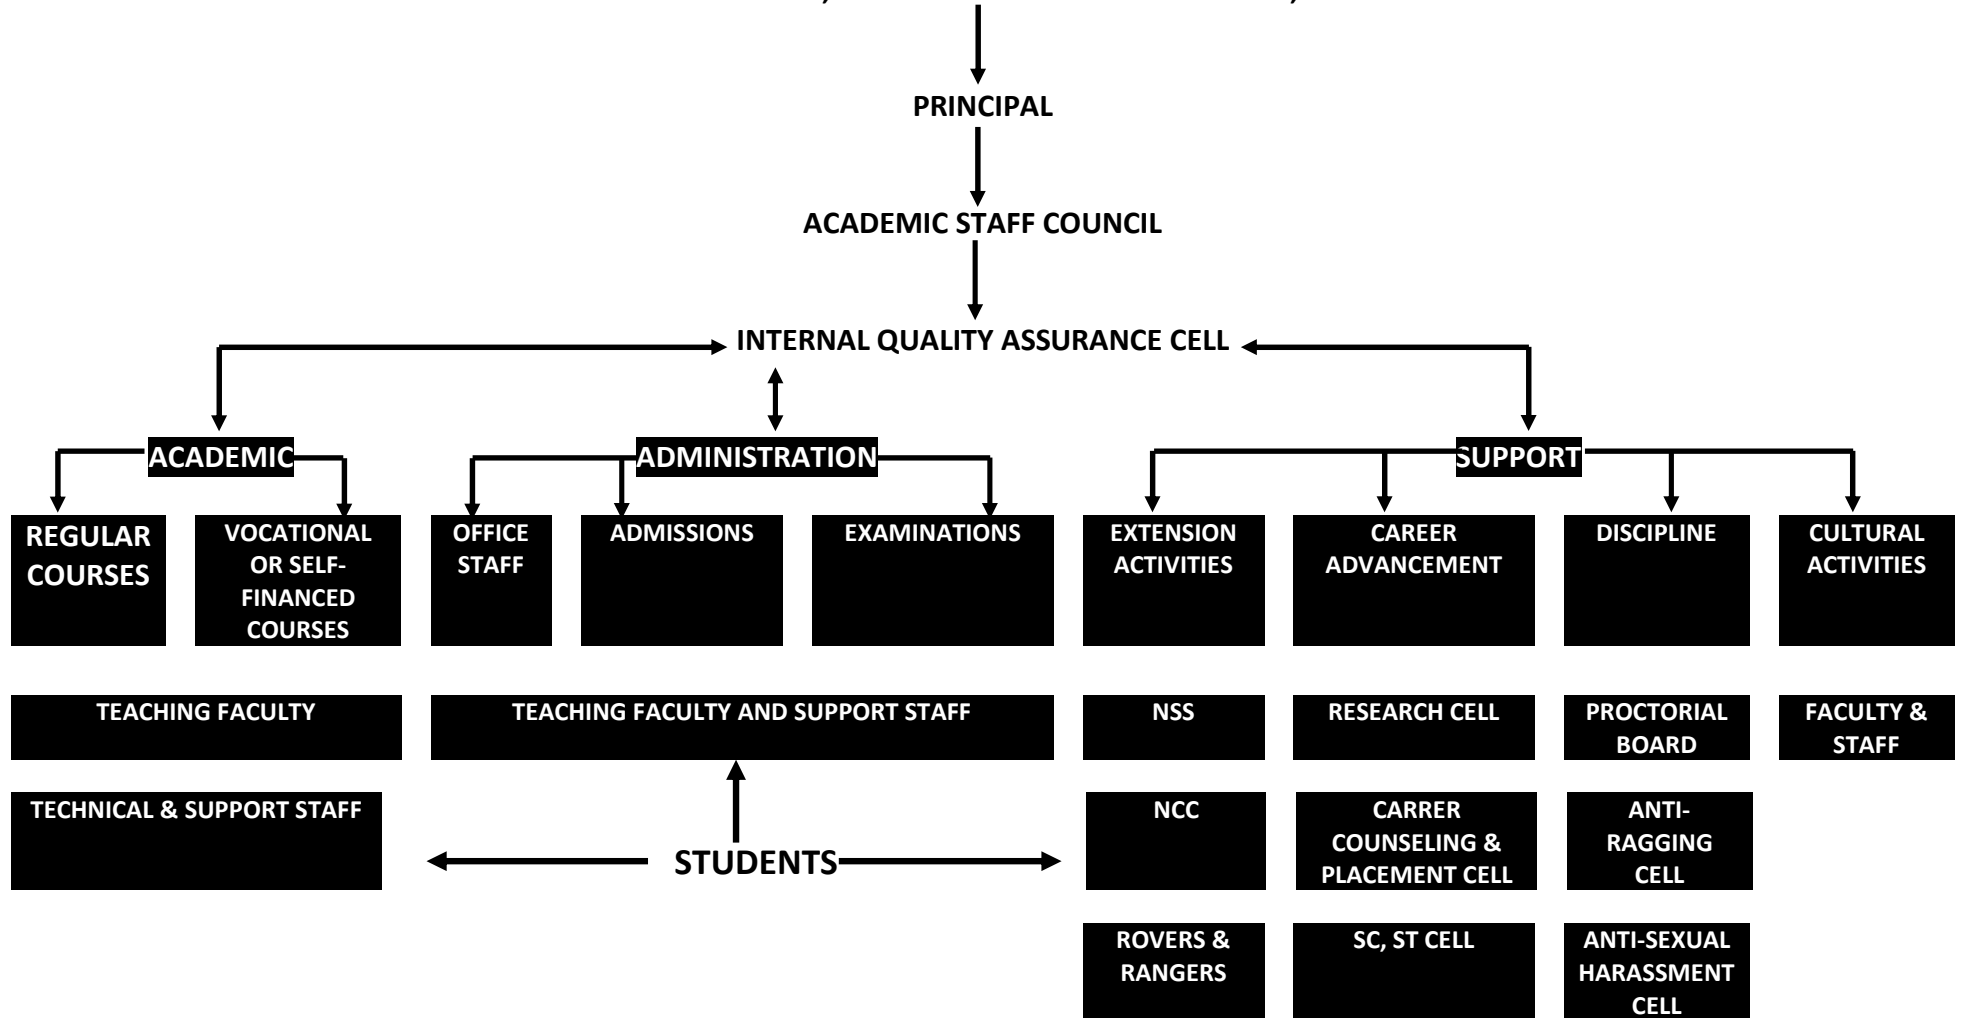 PRINCIPAL
ACADEMIC STAFF COUNCIL
INTERNAL QUALITY ASSURANCE CELL
ACADEMIC
ADMINISTRATION
SUPPORT
REGULAR
COURSES
VOCATIONAL
OR SELF-
FINANCED
COURSES
OFFICE
STAFF
ADMISSIONS
EXAMINATIONS
EXTENSION
ACTIVITIES
CAREER
ADVANCEMENT
DISCIPLINE
CULTURAL
ACTIVITIES
TEACHING FACULTY
TEACHING FACULTY AND SUPPORT STAFF
NSS
RESEARCH CELL
PROCTORIAL
BOARD
FACULTY &
STAFF
TECHNICAL & SUPPORT STAFF
STUDENTS
NCC
CARRER
COUNSELING &
PLACEMENT CELL
ANTI-
RAGGING
CELL
ROVERS &
RANGERS
SC, ST CELL
ANTI-SEXUAL
HARASSMENT
CELL